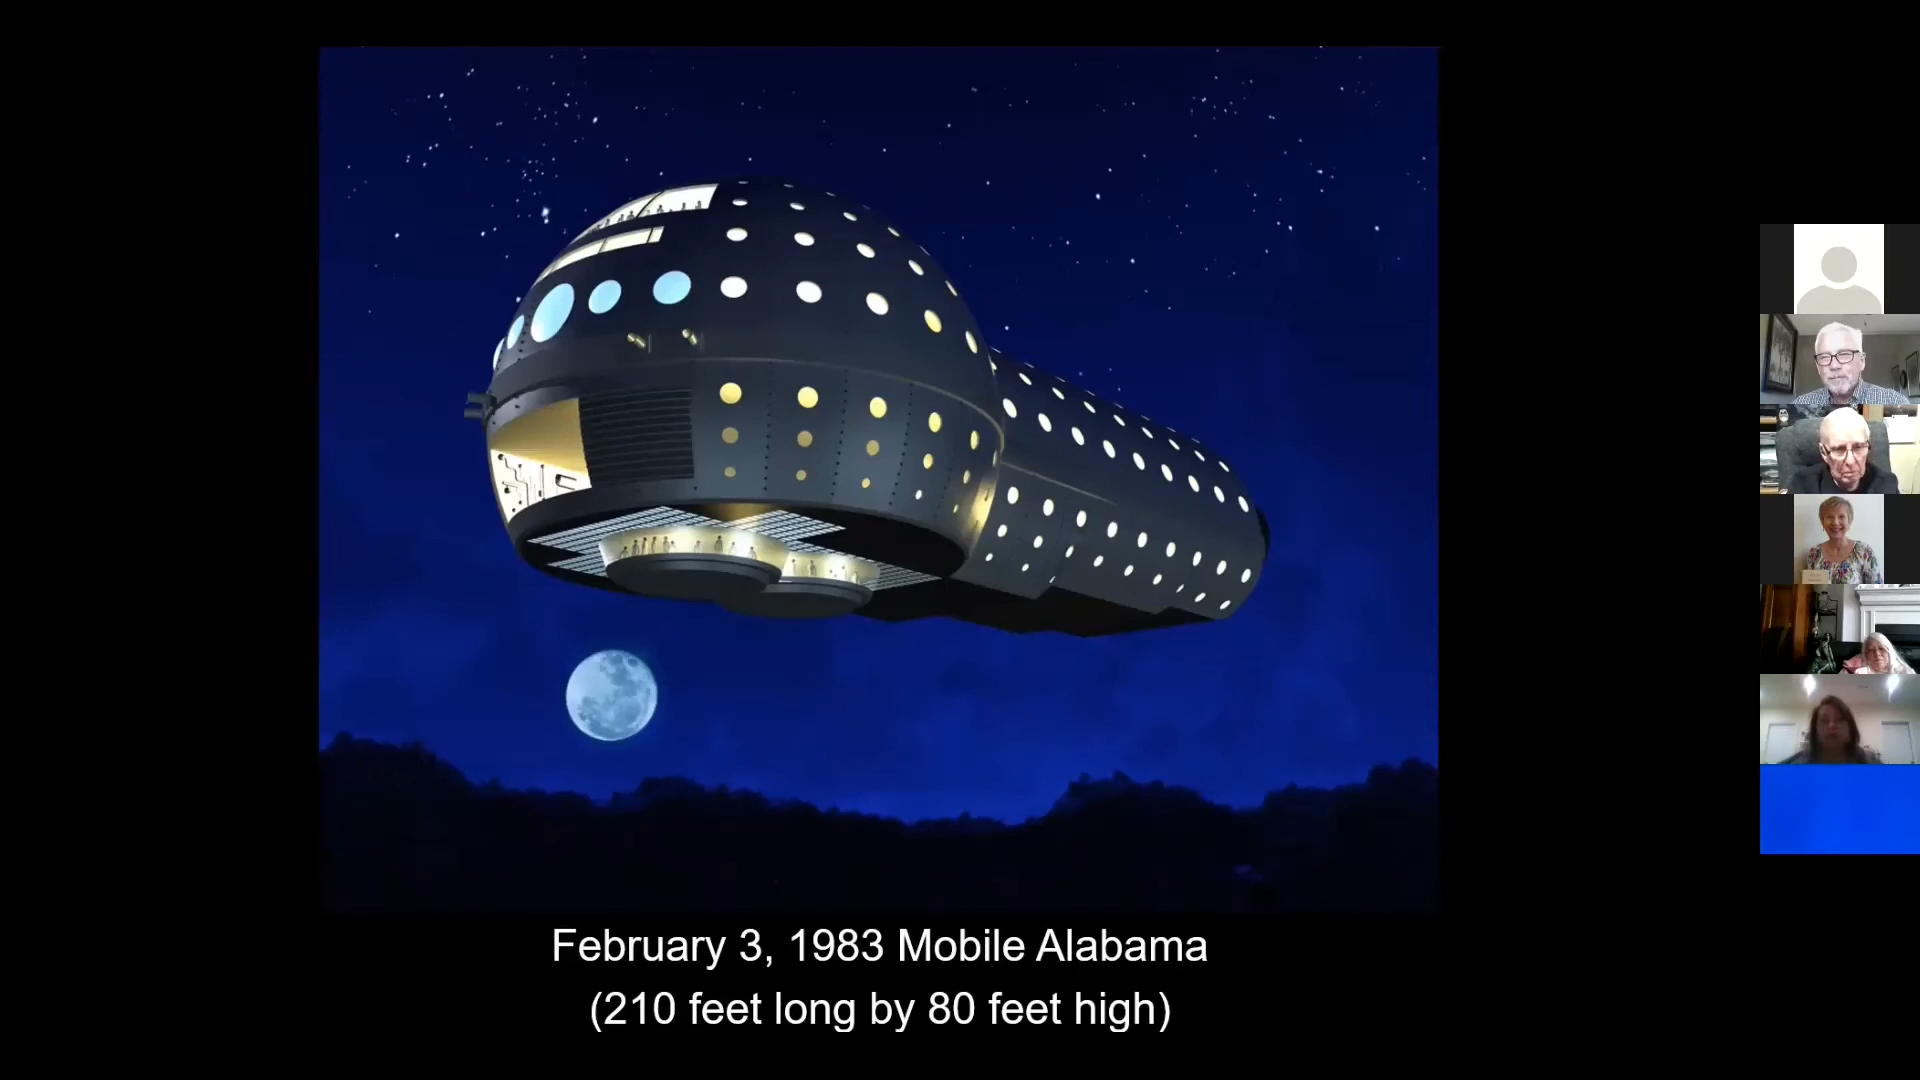 February 3, 1983 Mobile Alabama
(210 feet long by 80 feet high)